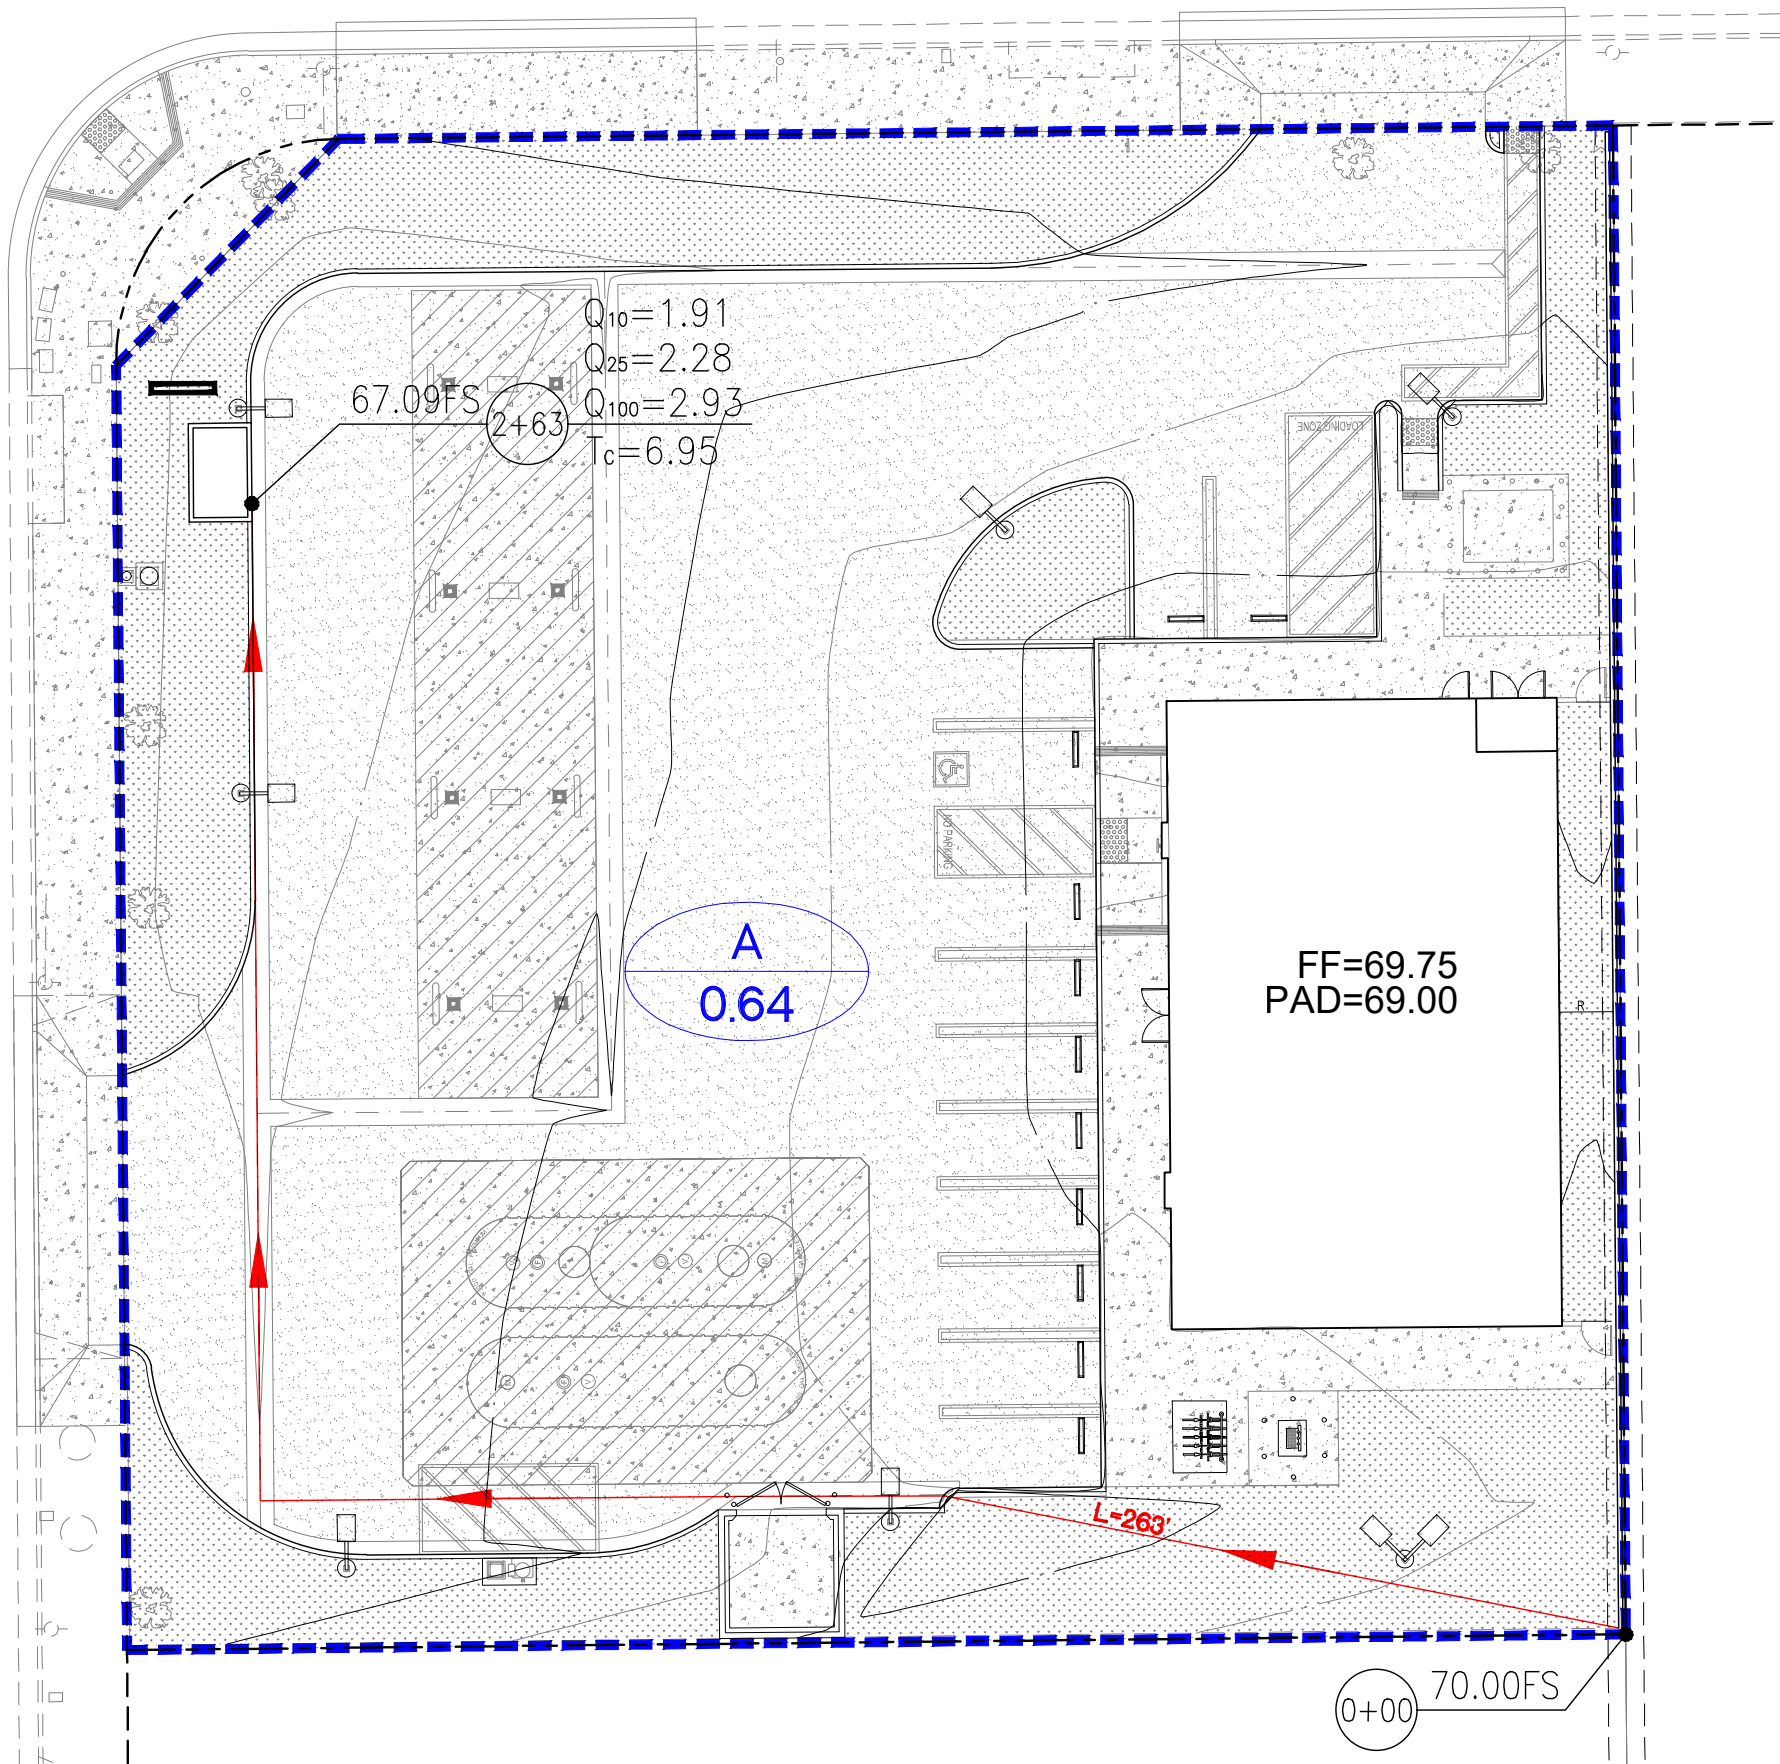 Q10=1.91
Q25=2.28
67.09FS
2+63
Q100=2.93
Tc=6.95
LOADING ZONE
NO PARKING
A
0.64
FF=69.75
PAD=69.00
R
L=263'
70.00FS
0+00